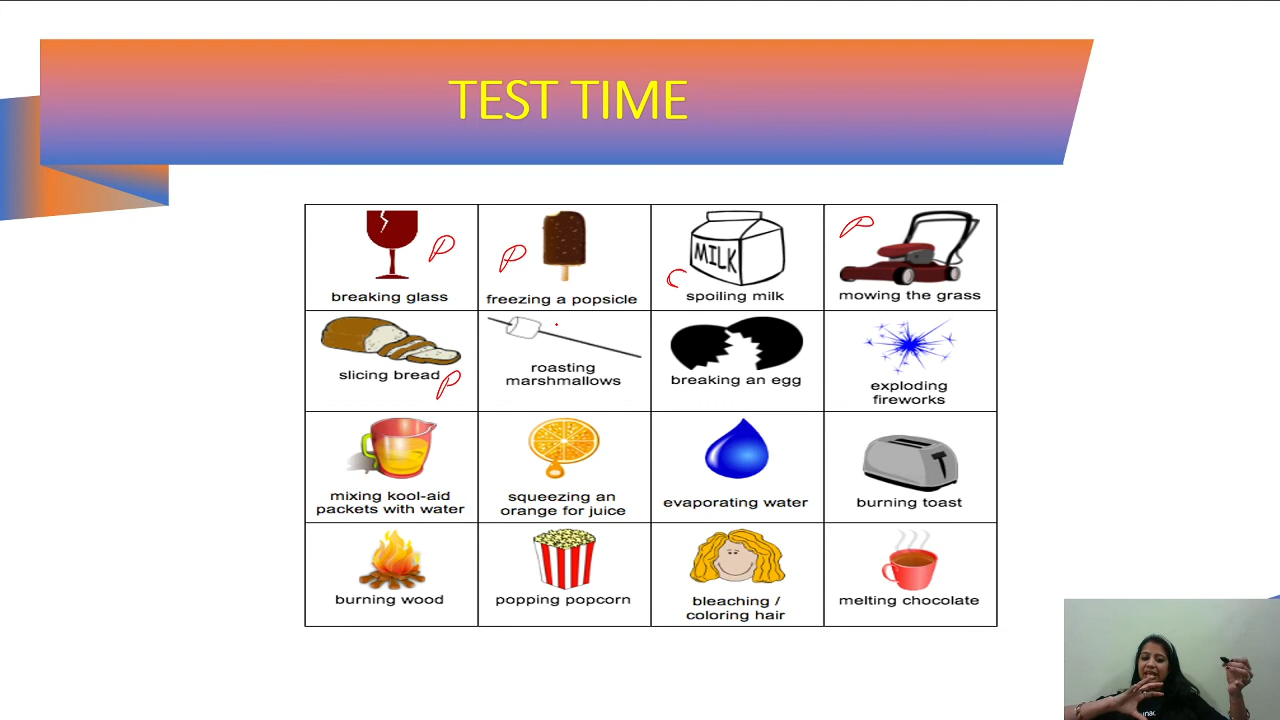 TEST TIME
P
breaking glass
P
freezing a popsicle
MILK
C
spoiling milk
P
mowing the grass
slicing bread
P
roasting
marshmallows
breaking an egg
exploding
fireworks
mixing kool-aid
packets with water
squeezing an
orange for juice
evaporating water
burning toast
burning wood
popping popcorn
bleaching /
coloring hair
melting chocolate